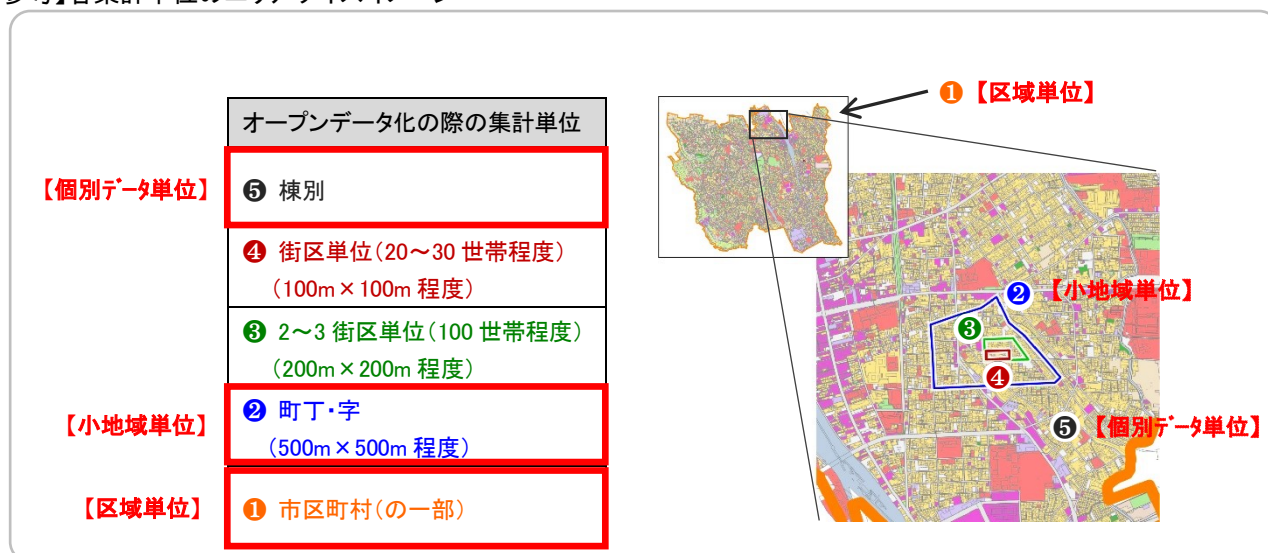 参考】各集計単位のエリアサイズイメージ
オープンデータ化の際の集計単位
【個別ﾃﾞｰﾀ単位】
❺ 棟別
❹ 街区単位(20～30 世帯程度)
(100m×100m 程度)
❸ 2～3 街区単位(100 世帯程度)
(200m×200m 程度)
【小地域単位】
❷ 町丁・字
(500m×500m 程度)
【区域単位】
❶ 市区町村(の一部)
❶【区域単位】
❷【小地域単位】
❸
❹
❺【個別ﾃﾞｰﾀ単位】